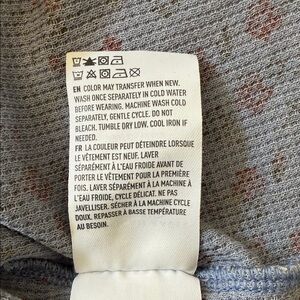 EN COLOR MAY TRANSFER WHEN NEW.
WASH ONCE SEPARATELY IN COLD WATER
BEFORE WEARING. MACHINE WASH COLD
SEPARATELY, GENTLE CYCLE. DO NOT
BLEACH. TUMBLE DRY LOW. COOL IRON IF
NEEDED.
FR LA COULEUR PEUT DÉTEINDRE LORSQUE
LE VÊTEMENT EST NEUF. LAVER
SÉPARÉMENT À L'EAU FROIDE AVANT DE
PORTER LE VÊTEMENT POUR LA PREMIÈRE
FOIS. LAVER SÉPARÉMENT À LA MACHINE À
L'EAU FROIDE, CYCLE DÉLICAT. NE PAS
JAVELLISER. SÉCHER À LA MACHINE CYCLE
DOUX. REPASSER À BASSE TEMPÉRATURE
AU BESOIN.